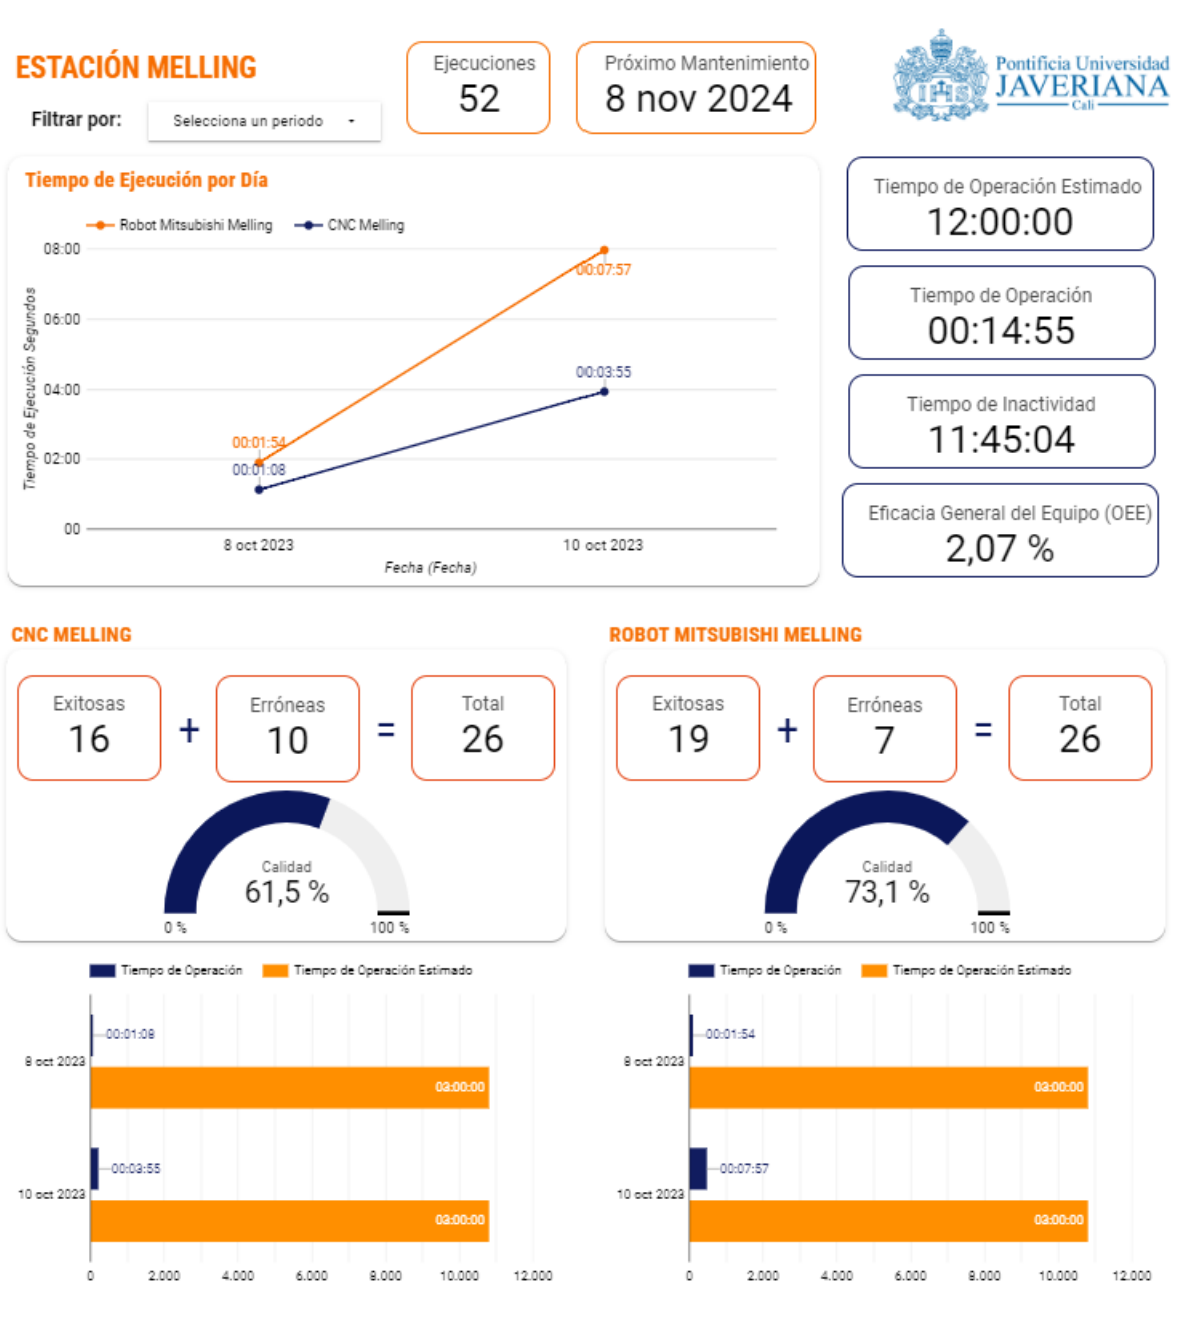 ESTACIÓN MELLING
Filtrar por:
Selecciona un periodo
Ejecuciones
52
Próximo Mantenimiento
8 nov 2024
IHS
Pontificia Universidad
JAVERIANA
Cali
Tiempo de Ejecución por Día
Robot Mitsubishi Melling
CNC Melling
Tiempo de Ejecución Segundos
08:00
06:00
04:00
02:00
00
00:01:54
00:01:08
00:07:57
00:03:55
8 oct 2023
10 oct 2023
Fecha (Fecha)
Tiempo de Operación Estimado
12:00:00
Tiempo de Operación
00:14:55
Tiempo de Inactividad
11:45:04
Eficacia General del Equipo (OEE)
2,07 %
CNC MELLING
Exitosas
16
+
Erróneas
10
=
Total
26
Calidad
61,5 %
0 %
100 %
Tiempo de Operación
Tiempo de Operación Estimado
8 oct 2023
00:01:08
03:00:00
10 oct 2023
00:03:55
03:00:00
0 2.000 4.000 6.000 8.000 10.000 12.000
ROBOT MITSUBISHI MELLING
Exitosas
19
+
Erróneas
7
=
Total
26
Calidad
73,1 %
0 %
100 %
Tiempo de Operación
Tiempo de Operación Estimado
8 oct 2023
00:01:54
03:00:00
10 oct 2023
00:07:57
03:00:00
0 2.000 4.000 6.000 8.000 10.000 12.000